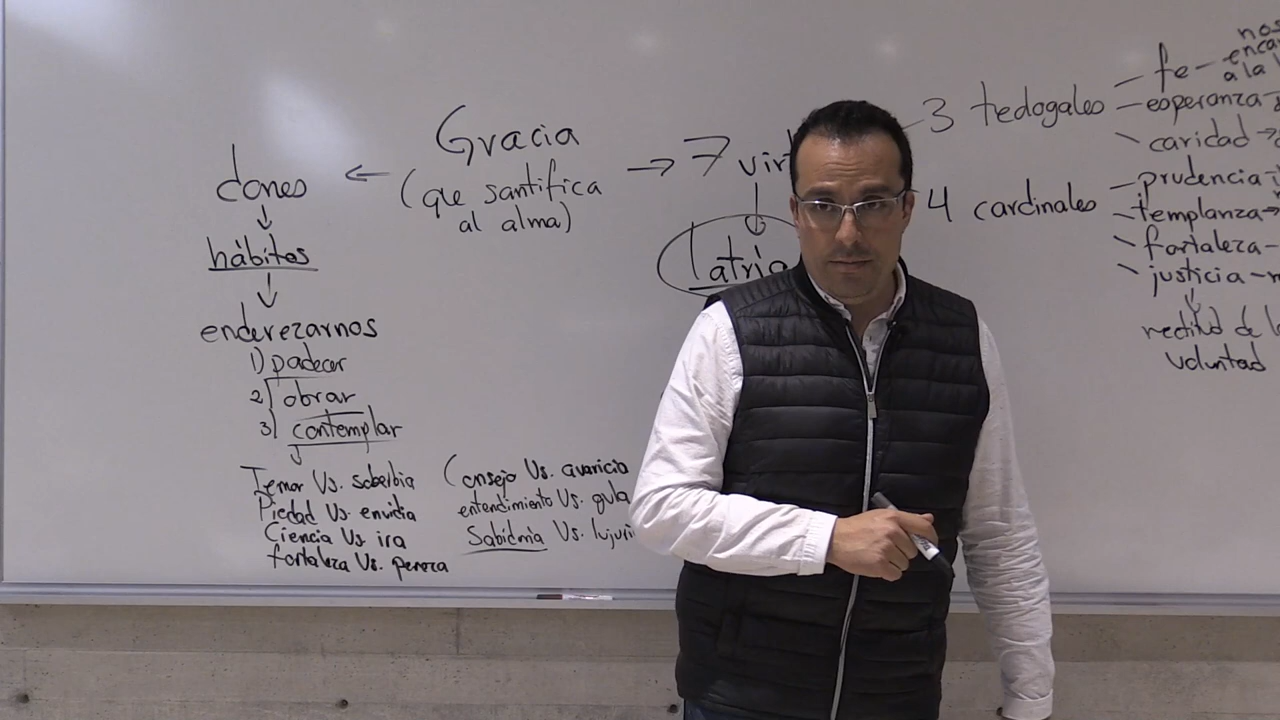 Gracia
(que santifica
al alma)
dones
hábitos
enderezarnos
1) padecer
2) obrar
3) contemplar
Temor Vs. soberbia
Piedad Vs. envidia
Ciencia Vs. ira
fortaleza Vs. pereza
Consejo Vs. avaricia
entendimiento Vs. gula
Sabiduría Vs.
7
latria
3 teologales
fe -
esperanza
caridad
4 cardinales
prudencia
templanza
fortaleza
justicia
rectitud de
voluntad